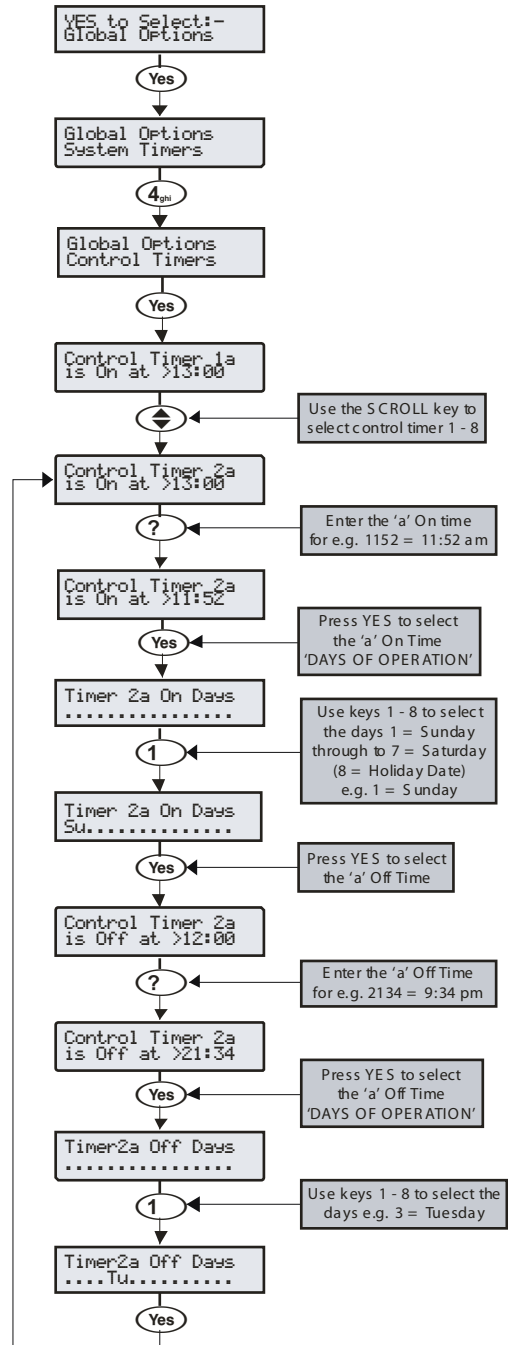 YES to Select:-
Global Options
Yes
Global Options
System Timers
4ghi
Global Options
Control Timers
Yes
Control Timer 1a
is On at >13:00
Use the SCROLL key to
select control timer 1 - 8
Control Timer 2a
is On at >13:00
?
Enter the 'a' On time
for e.g. 1152 = 11:52 am
Control Timer 2a
is On at >11:52
Yes
Press YES to select
the 'a' On Time
'DAYS OF OPERATION'
Timer 2a On Days
................
1
Use keys 1 - 8 to select
the days 1 = Sunday
through to 7 = Saturday
(8 = Holiday Date)
e.g. 1 = Sunday
Timer 2a On Days
Su..............
Yes
Press YES to select
the 'a' Off Time
Control Timer 2a
is Off at >12:00
?
Enter the 'a' Off Time
for e.g. 2134 = 9:34 pm
Control Timer 2a
is Off at >21:34
Yes
Press YES to select
the 'a' Off Time
'DAYS OF OPERATION'
Timer2a Off Days
................
1
Use keys 1 - 8 to select the
days e.g. 3 = Tuesday
Timer2a Off Days
....Tu..........
Yes